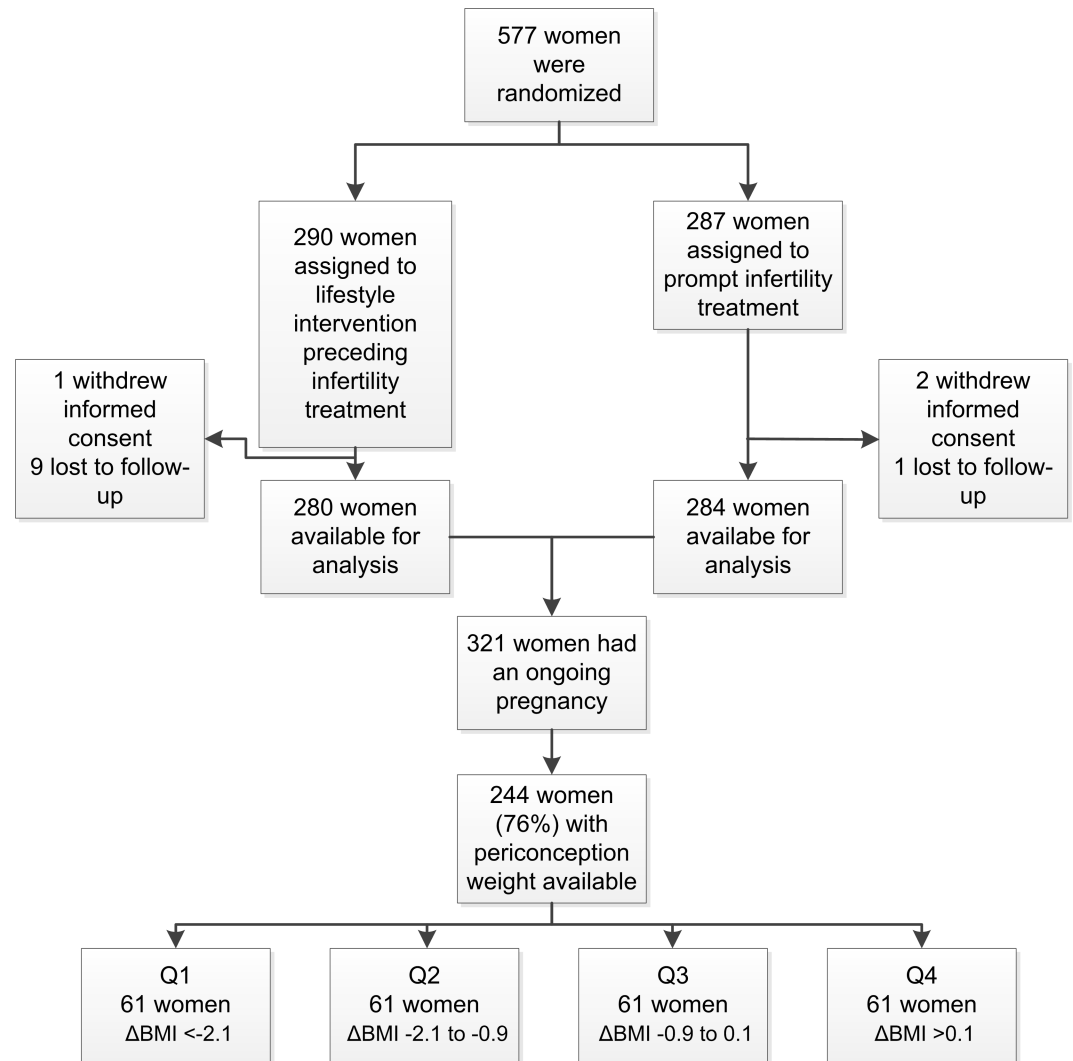 577 women
were
randomized
290 women
assigned to
lifestyle
intervention
preceding
infertility
treatment
287 women
assigned to
prompt infertility
treatment
1 withdrew
informed
consent
9 lost to follow-
up
2 withdrew
informed
consent
1 lost to follow-
up
280 women
available for
analysis
284 women
availabe for
analysis
321 women had
an ongoing
pregnancy
244 women
(76%) with
periconception
weight available
Q1
61 women
ΔBMI <-2.1
Q2
61 women
ΔBMI -2.1 to -0.9
Q3
61 women
ΔBMI -0.9 to 0.1
Q4
61 women
ΔBMI >0.1